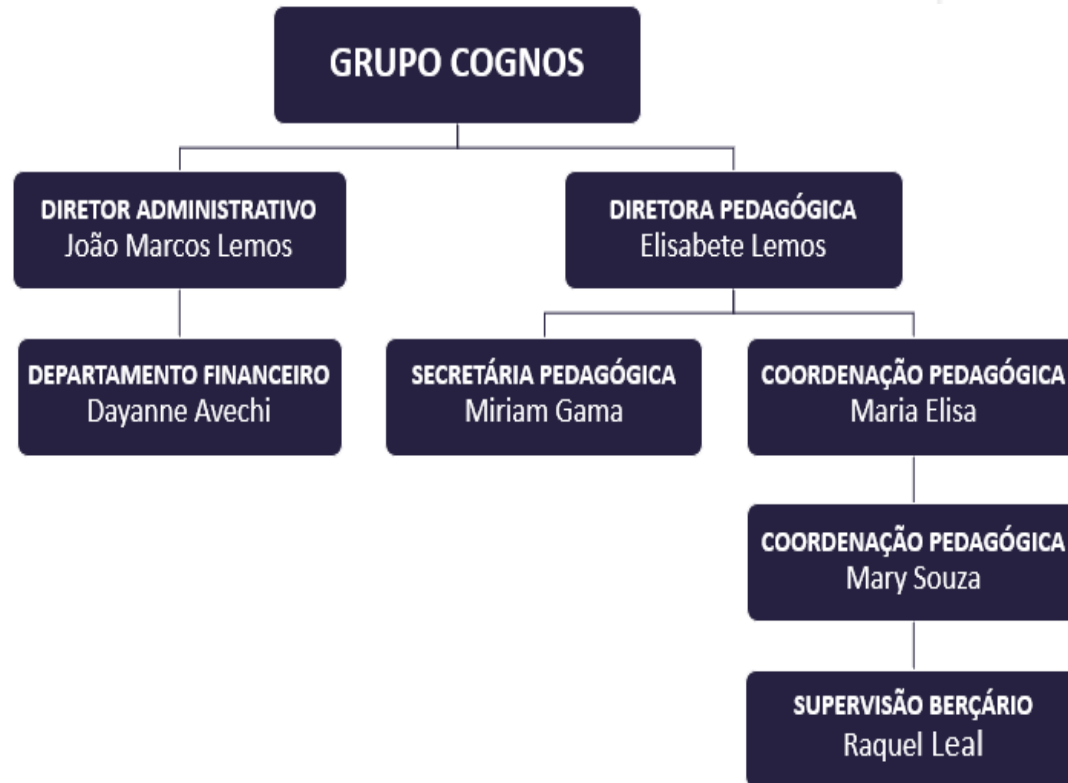 GRUPO COGNOS
DIRETOR ADMINISTRATIVO
João Marcos Lemos
DIRETORA PEDAGÓGICA
Elisabete Lemos
DEPARTAMENTO FINANCEIRO
Dayanne Avechi
SECRETÁRIA PEDAGÓGICA
Miriam Gama
COORDENAÇÃO PEDAGÓGICA
Maria Elisa
COORDENAÇÃO PEDAGÓGICA
Mary Souza
SUPERVISÃO BERÇÁRIO
Raquel Leal